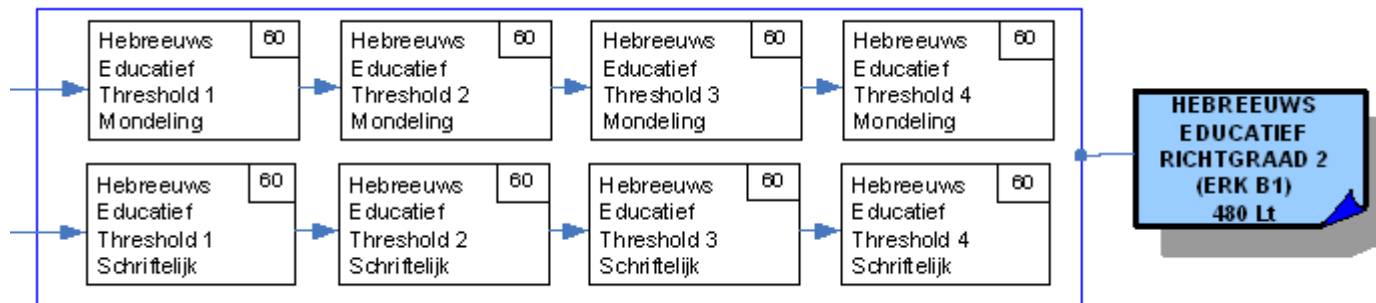 Hebreeuws 60
Educatief
Threshold 1
Mondeling
Hebreeuws 60
Educatief
Threshold 2
Mondeling
Hebreeuws 60
Educatief
Threshold 3
Mondeling
Hebreeuws 60
Educatief
Threshold 4
Mondeling
Hebreeuws 60
Educatief
Threshold 1
Schriftelijk
Hebreeuws 60
Educatief
Threshold 2
Schriftelijk
Hebreeuws 60
Educatief
Threshold 3
Schriftelijk
Hebreeuws 60
Educatief
Threshold 4
Schriftelijk
HEBREEUWS
EDUCATIEF
RICHTGRAAD 2
(ERK B1)
480 Lt